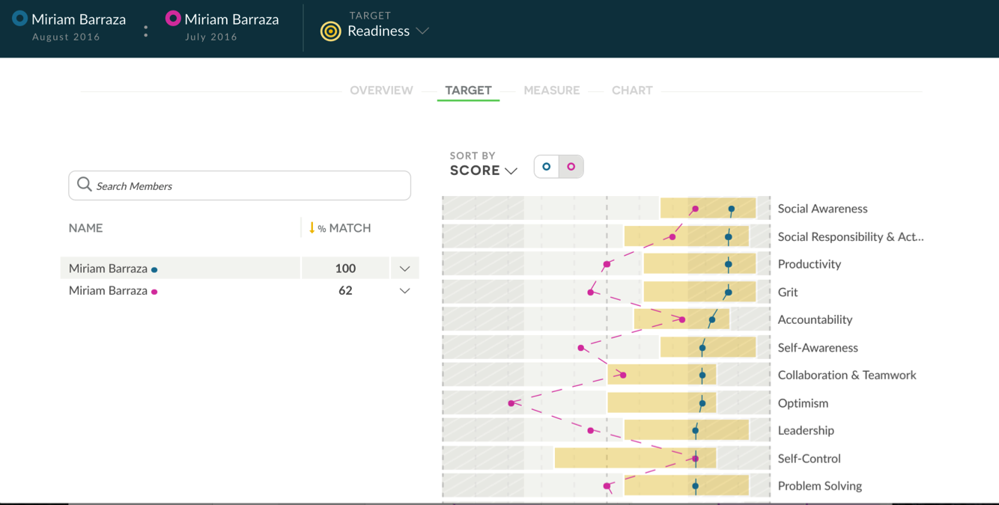 Miriam Barraza
August 2016
:
Miriam Barraza
July 2016
TARGET
Readiness
OVERVIEW
TARGET
MEASURE
CHART
Search Members
NAME
% MATCH
Miriam Barraza
100
Miriam Barraza
62
SORT BY
SCORE
Social Awareness
Social Responsibility & Act...
Productivity
Grit
Accountability
Self-Awareness
Collaboration & Teamwork
Optimism
Leadership
Self-Control
Problem Solving